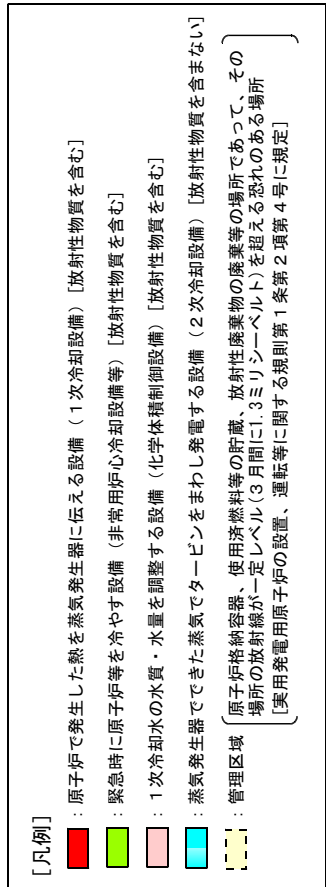 [凡例]
：原子炉で発生した熱を蒸気発生器に伝える設備（１次冷却設備）[放射性物質を含む]
：緊急時に原子炉等を冷やす設備（非常用炉心冷却設備等）[放射性物質を含む]
：１次冷却水の水質・水量を調整する設備（化学体積制御設備）[放射性物質を含む]
：蒸気発生器でできた蒸気でタービンをまわし発電する設備（２次冷却設備）[放射性物質を含まない]
：管理区域
原子炉格納容器、使用済燃料等の貯蔵、放射性廃棄物の廃棄等の場所であって、その
場所の放射線が一定レベル(３月間に1.3ミリシーベルト)を超える恐れのある場所
[実用発電用原子炉の設置、運転等に関する規則第１条第２項第４号に規定]